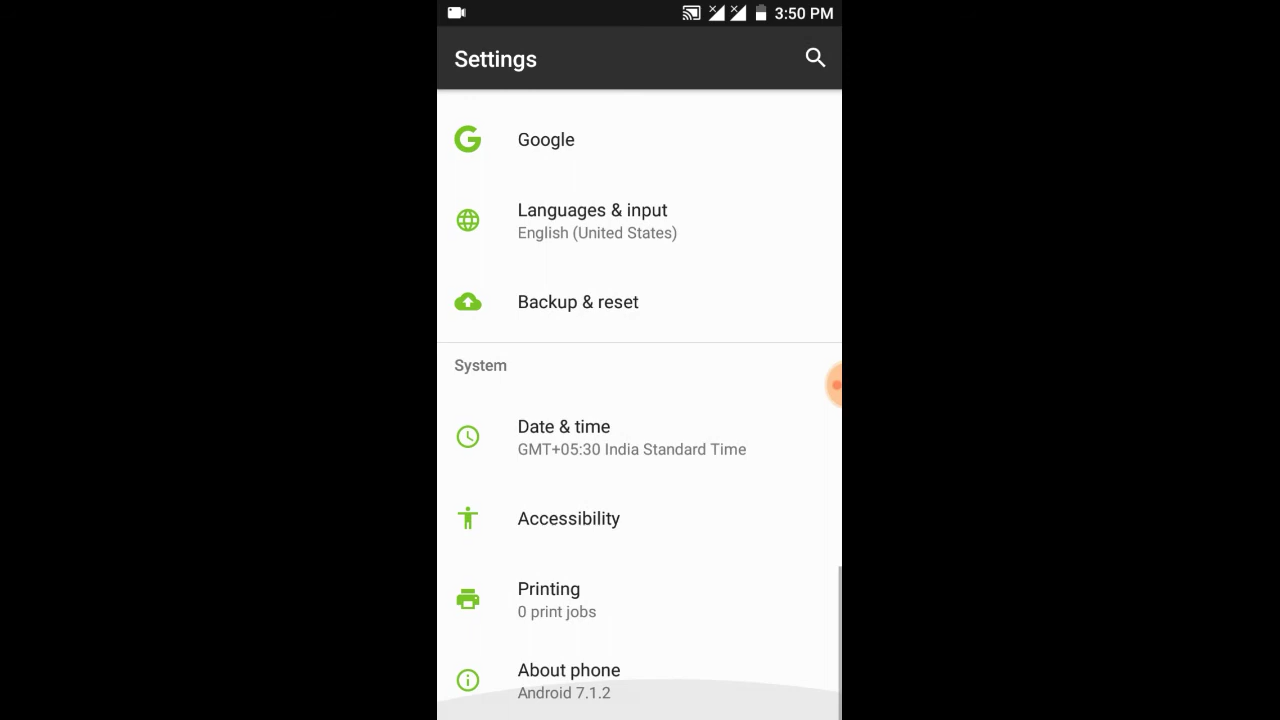 3:50 PM
Settings
Google
Languages & input
English (United States)
Backup & reset
System
Date & time
GMT+05:30 India Standard Time
Accessibility
Printing
0 print jobs
About phone
Android 7.1.2